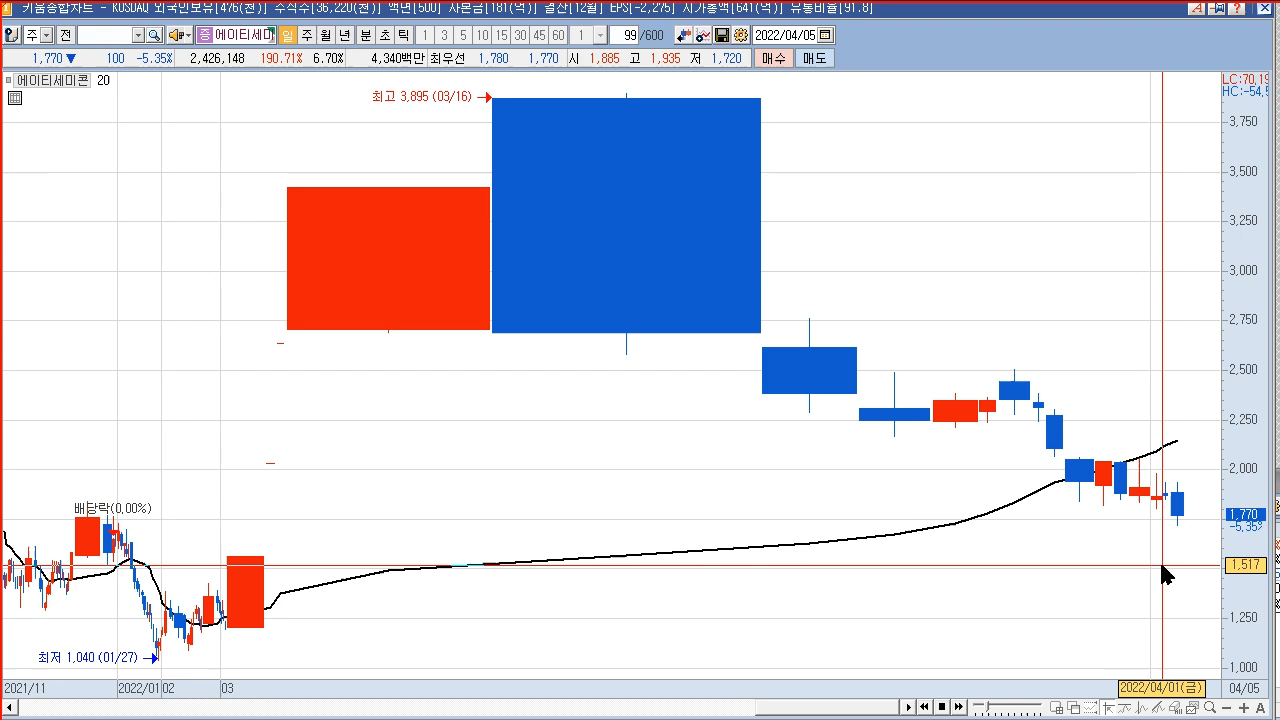 키움종합차트 - KOSDAQ 외국인보유[476(천)] 주식수[36,220(천)] 액면[500] 자본금[181(억)] 결산[12월] EPS[-2,275] 시가총액[641(억)] 유통비율[91.8]
주 전 증 에이티세미 일 주 월 년 분 초 틱 1 3 5 10 15 30 45 60 1 99 /600 2022/04/05
1,770 ▼ 100 -5.35% 2,426,148 190.71% 6.70% 4,340백만 최우선 1,780 1,770 시 1,885 고 1,935 저 1,720 매수 매도
에이티세미콘 20
LC:70,19
HC:-54,5
최고 3,895 (03/16)
3,750
3,500
3,250
3,000
2,750
2,500
2,250
2,000
배당락(0,00%)
1,770
-5,35%
1,517
1,250
최저 1,040 (01/27)
1,000
2021/11 2022/01 02 03 2022/04/01(금) 04/05